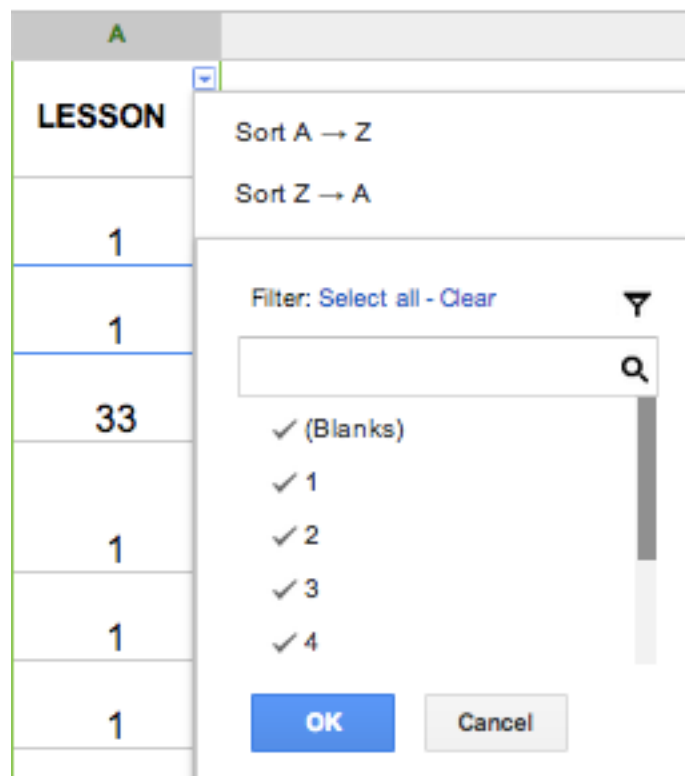 A
LESSON
1
1
33
1
1
1
Sort A → Z
Sort Z → A
Filter: Select all - Clear
(Blanks)
1
2
3
4
OK Cancel